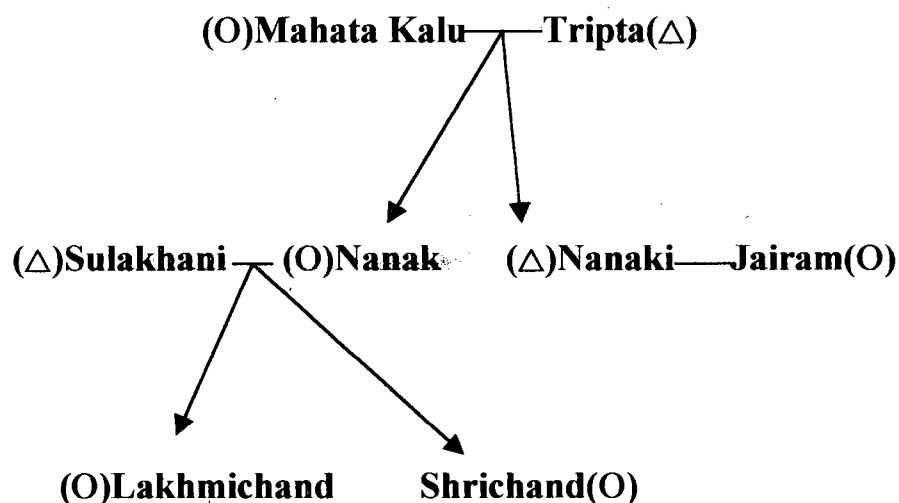 (O)Mahata Kalu Tripta(△)
(△)Sulakhani (O)Nanak (△)Nanaki Jairam(O)
(O)Lakhmichand Shrichand(O)